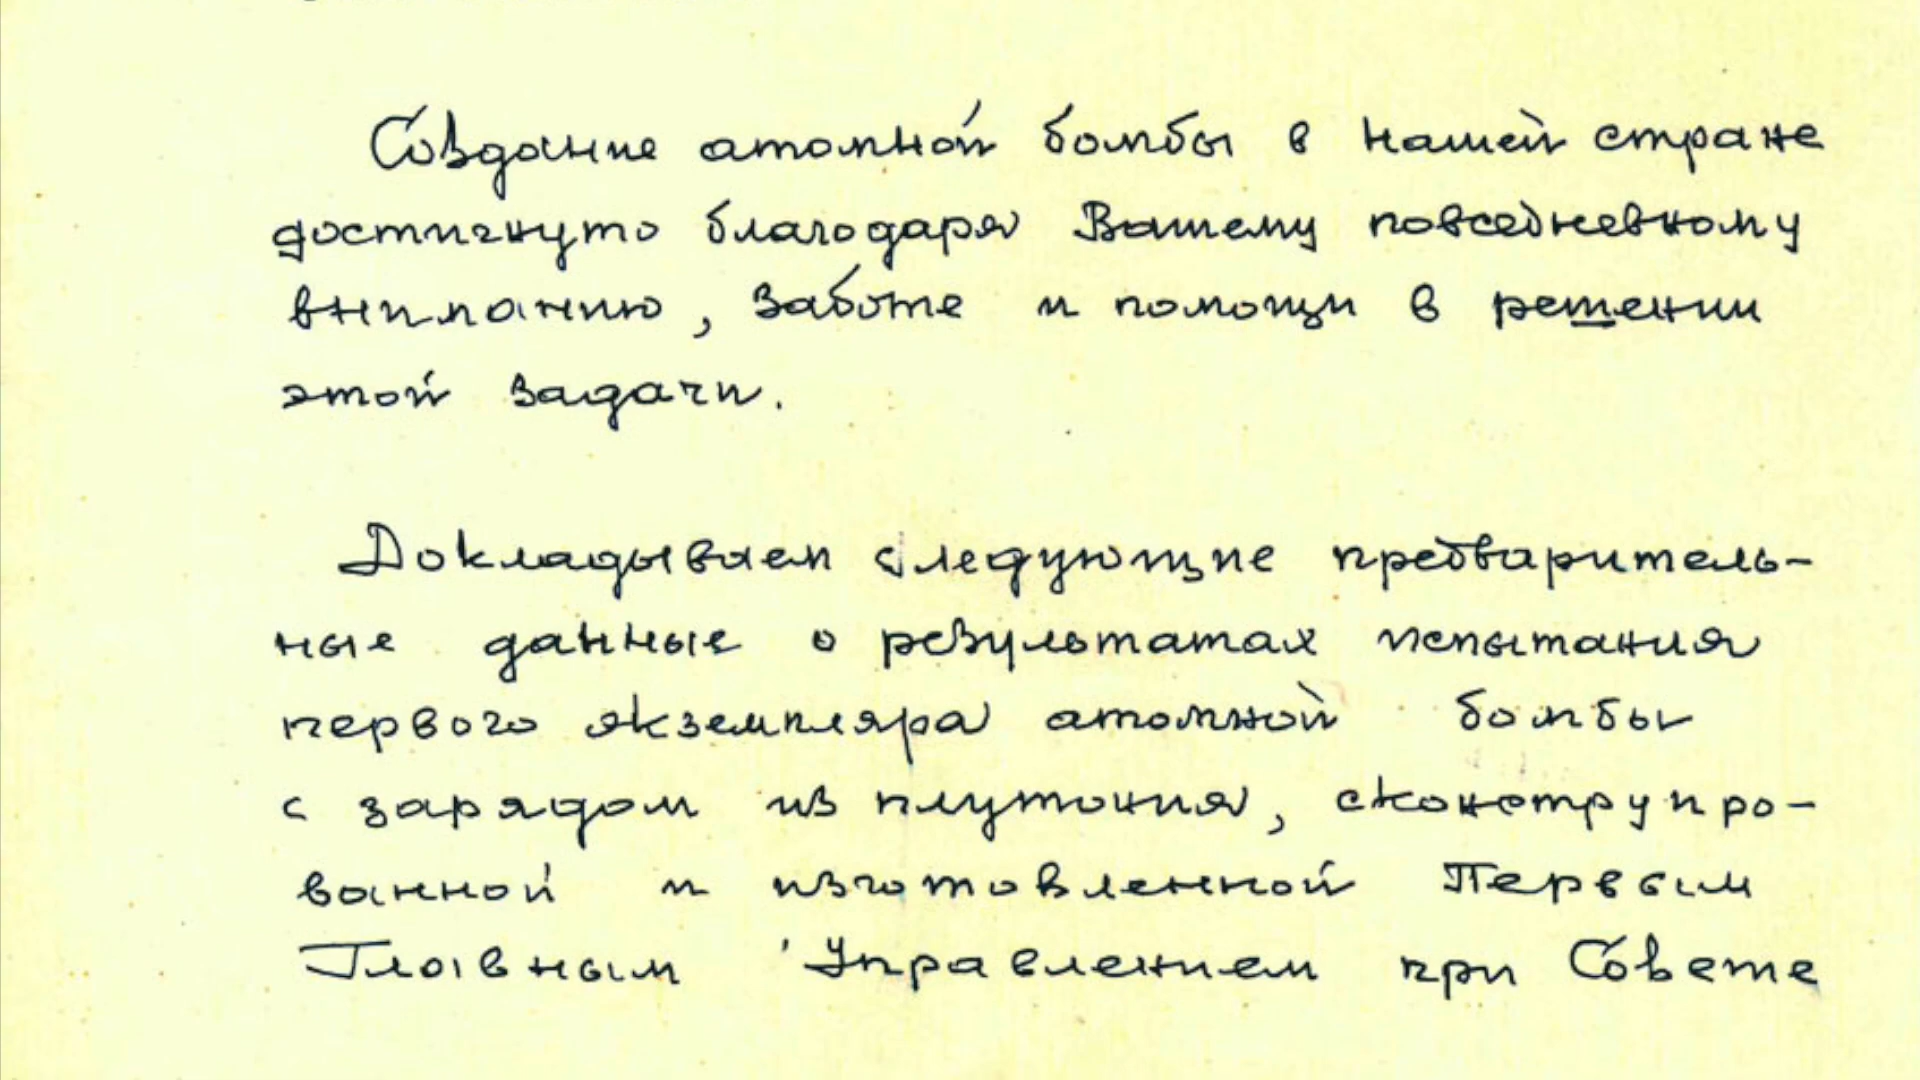 Создание атомной бомбы в нашей стране
достигнуто благодаря Вашему повседневному
вниманию, заботе и помощи в решении
этой задачи.
Докладываем следующие предваритель-
ные данные о результатах испытания
первого экземпляра атомной бомбы
с зарядом из плутония, сконструиро-
ванной и изготовленной Первым
Главным Управлением при Совете